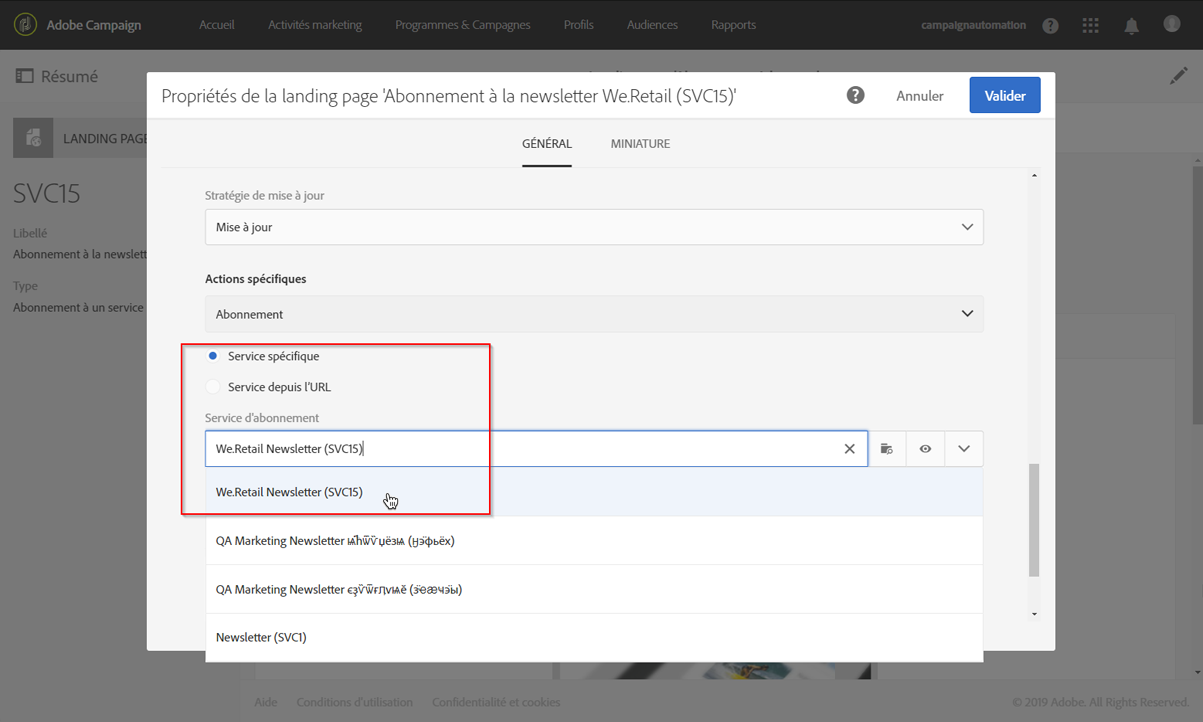 Adobe Campaign
Accueil
Activités marketing
Programmes & Campagnes
Profils
Audiences
Rapports
campaignautomation
Résumé
Propriétés de la landing page 'Abonnement à la newsletter We.Retail (SVC15)'
Annuler
Valider
LANDING PAGE
GÉNÉRAL
MINIATURE
SVC15
Stratégie de mise à jour
Mise à jour
Libellé
Abonnement à la newslett
Type
Abonnement à un service
Actions spécifiques
Abonnement
Service spécifique
Service depuis l'URL
Service d'abonnement
We.Retail Newsletter (SVC15)
We.Retail Newsletter (SVC15)
QA Marketing Newsletter
QA Marketing Newsletter
Newsletter (SVC1)
Aide
Conditions d'utilisation
Confidentialité et cookies
© 2019 Adobe. All Rights Reserved.